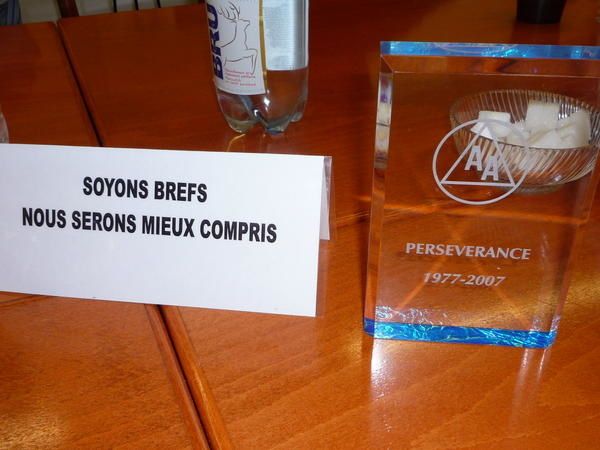 BRU
SOYONS BREFS
NOUS SERONS MIEUX COMPRIS
AA
PERSEVERANCE
1977-2007